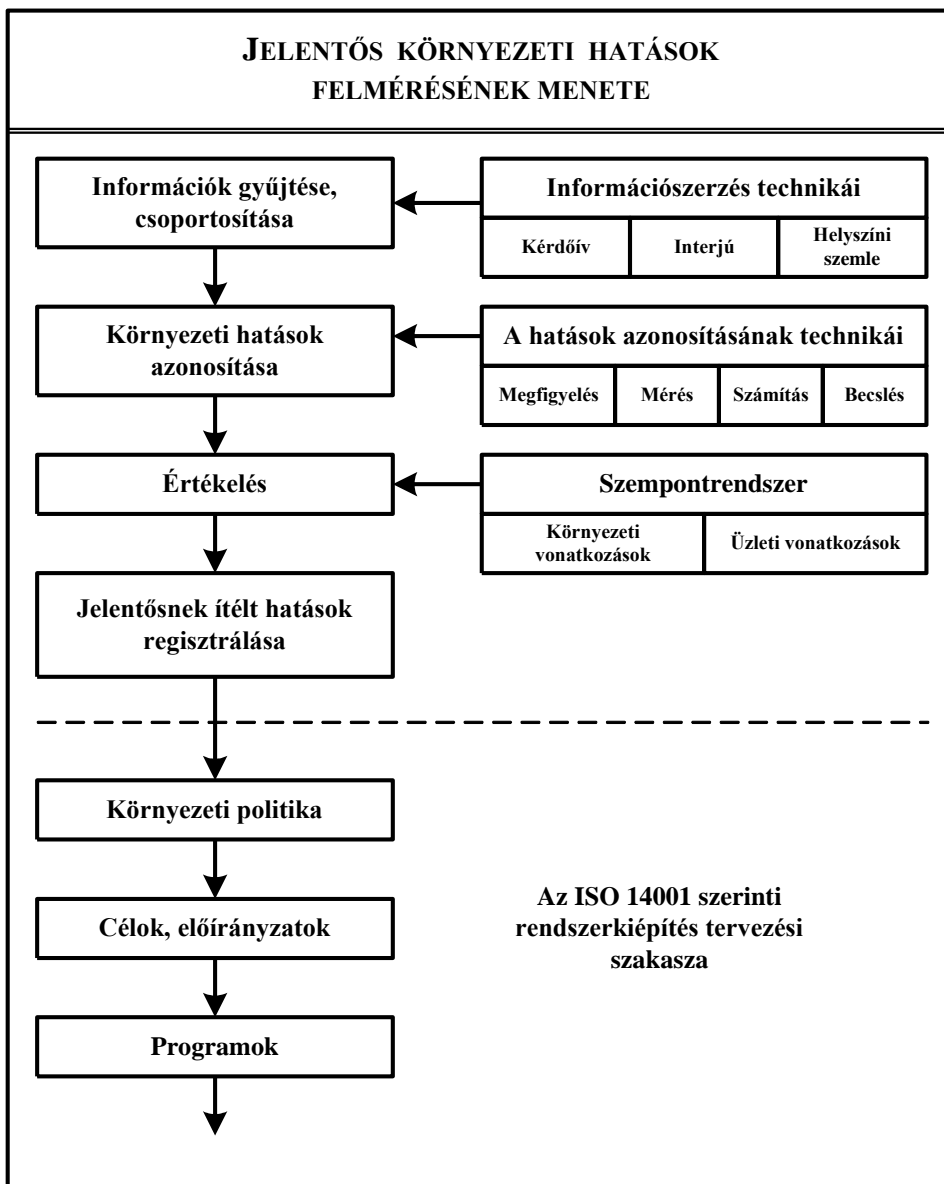 JELENTŐS KÖRNYEZETI HATÁSOK
FELMÉRÉSÉNEK MENETE
Információk gyűjtése,
csoportosítása
Információszerzés technikái
Kérdőív
Interjú
Helyszíni
szemle
Környezeti hatások
azonosítása
A hatások azonosításának technikái
Megfigyelés
Mérés
Számítás
Becslés
Értékelés
Szempontrendszer
Környezeti
vonatkozások
Üzleti vonatkozások
Jelentősnek ítélt hatások
regisztrálása
Környezeti politika
Célok, előírányzatok
Az ISO 14001 szerinti
rendszerkiépítés tervezési
szakasza
Programok